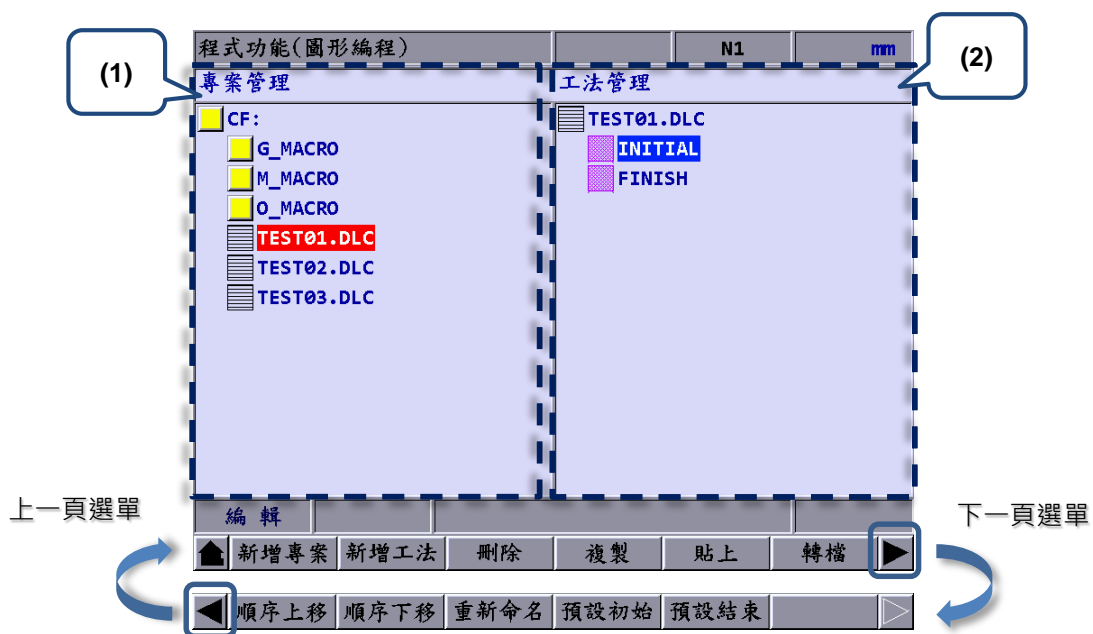 程式功能(圖形編程) N1 mm
(1)
(2)
專案管理
CF:
G_MACRO
M_MACRO
O_MACRO
TEST01.DLC
TEST02.DLC
TEST03.DLC
工法管理
TEST01.DLC
INITIAL
FINISH
編輯
上一頁選單
下一頁選單
新增專案 新增工法 刪除 複製 貼上 轉檔
順序上移 順序下移 重新命名 預設初始 預設結束